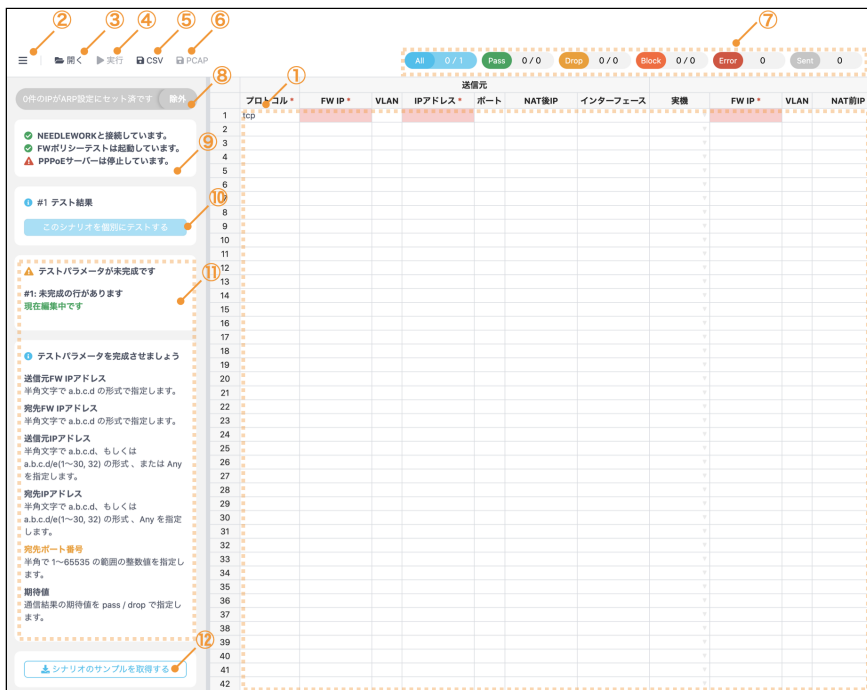 ② ③ ④ ⑤ ⑥ ⑦
開く 実行 CSV PCAP
All 0 / 1 Pass 0 / 0 Drop 0 / 0 Block 0 / 0 Error 0 Sent 0
⑧ ①
0件のIPがARP設定にセット済です 除外
送信元
プロトコル * FW IP * VLAN IPアドレス * ポート NAT後IP インターフェース 実機 FW IP * VLAN NAT前IP
1 tcp
2
3
4
5
6
7
8
9
10
11
12
13
14
15
16
17
18
19
20
21
22
23
24
25
26
27
28
29
30
31
32
33
34
35
36
37
38
39
40
41
42
NEEDLEWORKと接続しています。
FWポリシーテストは起動しています。
⑨
PPPoEサーバーは停止しています。
⑩
#1 テスト結果
このシナリオを個別にテストする
⑪
テストパラメータが未完成です
#1: 未完成の行があります
現在編集中です
テストパラメータを完成させましょう
送信元FW IPアドレス
半角文字で a.b.c.d の形式で指定します。
宛先FW IPアドレス
半角文字で a.b.c.d の形式で指定します。
送信元IPアドレス
半角文字で a.b.c.d、もしくは
a.b.c.d/e(1〜30, 32) の形式 、または Any
を指定します。
宛先IPアドレス
半角文字で a.b.c.d、もしくは
a.b.c.d/e(1〜30, 32) の形式 、Any を指定
します。
宛先ポート番号
半角で 1〜65535 の範囲の整数値を指定し
ます。
期待値
通信結果の期待値を pass / drop で指定し
ます。
⑫
シナリオのサンプルを取得する